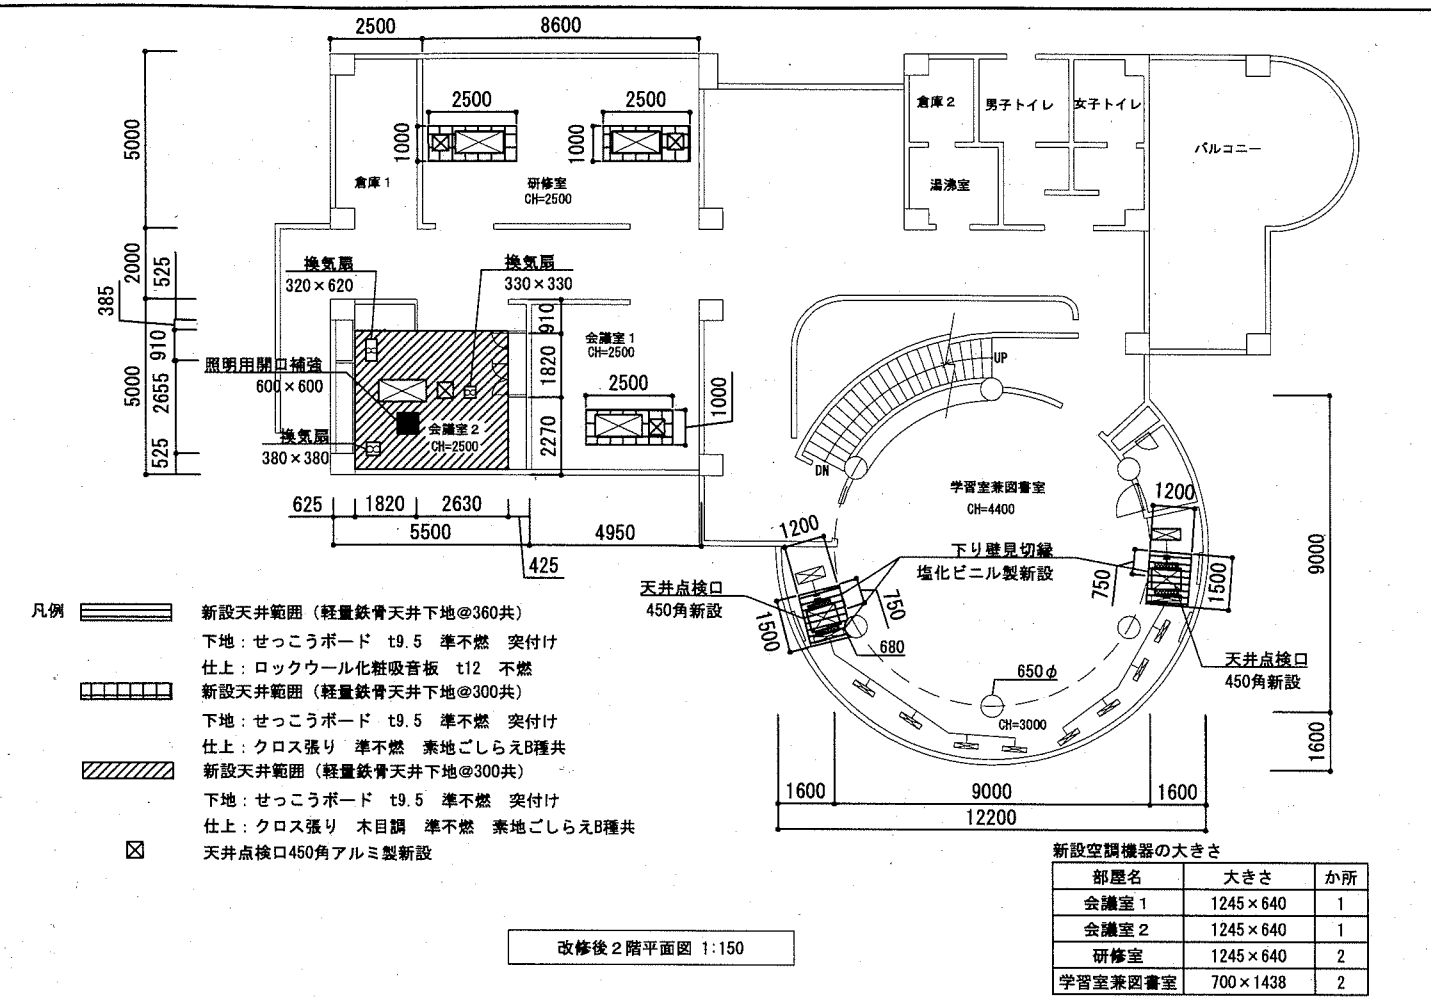 2500
8600
5000
2000
525
385
910
5000
2655
525
倉庫1
2500
1000
2500
1000
研修室
CH=2500
倉庫2
男子トイレ
女子トイレ
湯沸室
バルコニー
換気扇
320×620
換気扇
330×330
照明用開口補強
600×600
換気扇
380×380
会議室2
CH=2500
910
1820
2270
会議室1
CH=2500
2500
1000
625
1820
2630
5500
4950
425
UP
DN
学習室兼図書室
CH=4400
下り壁見切縁
塩化ビニル製新設
1200
750
1500
天井点検口
450角新設
1200
750
1500
680
天井点検口
450角新設
650φ
CH=3000
9000
1600
1600
9000
1600
12200
凡例
新設天井範囲（軽量鉄骨天井下地@360共）
下地：せっこうボード t9.5 準不燃 突付け
仕上：ロックウール化粧吸音板 t12 不燃
新設天井範囲（軽量鉄骨天井下地@300共）
下地：せっこうボード t9.5 準不燃 突付け
仕上：クロス張り 準不燃 素地ごしらえB種共
新設天井範囲（軽量鉄骨天井下地@300共）
下地：せっこうボード t9.5 準不燃 突付け
仕上：クロス張り 木目調 準不燃 素地ごしらえB種共
天井点検口450角アルミ製新設
改修後2階平面図 1:150
新設空調機器の大きさ
部屋名 大きさ か所
会議室1 1245×640 1
会議室2 1245×640 1
研修室 1245×640 2
学習室兼図書室 700×1438 2